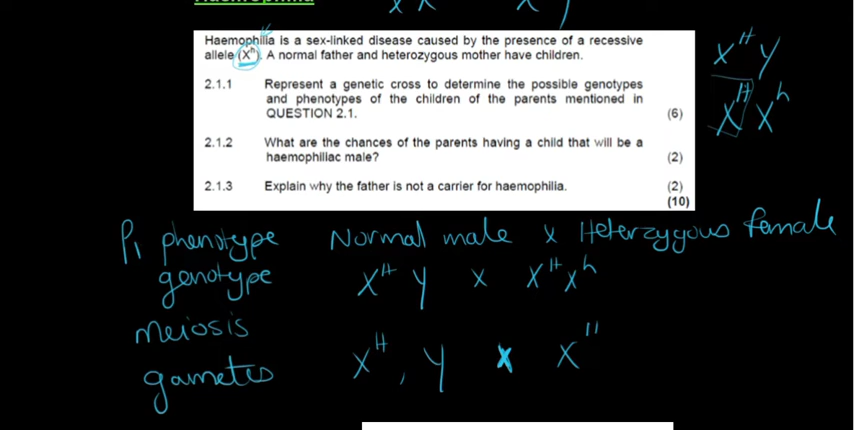 Haemophilia
X X X y
Haemophilia is a sex-linked disease caused by the presence of a recessive
allele (Xʰ). A normal father and heterozygous mother have children.
2.1.1 Represent a genetic cross to determine the possible genotypes
and phenotypes of the children of the parents mentioned in
QUESTION 2.1. (6)
2.1.2 What are the chances of the parents having a child that will be a
haemophiliac male? (2)
2.1.3 Explain why the father is not a carrier for haemophilia. (2)
(10)
Xᴴ y
Xᴴ Xʰ
P₁ phenotype Normal male x Heterzygous female
genotype Xᴴ y x Xᴴ xʰ
meiosis
gametes Xᴴ, y x X